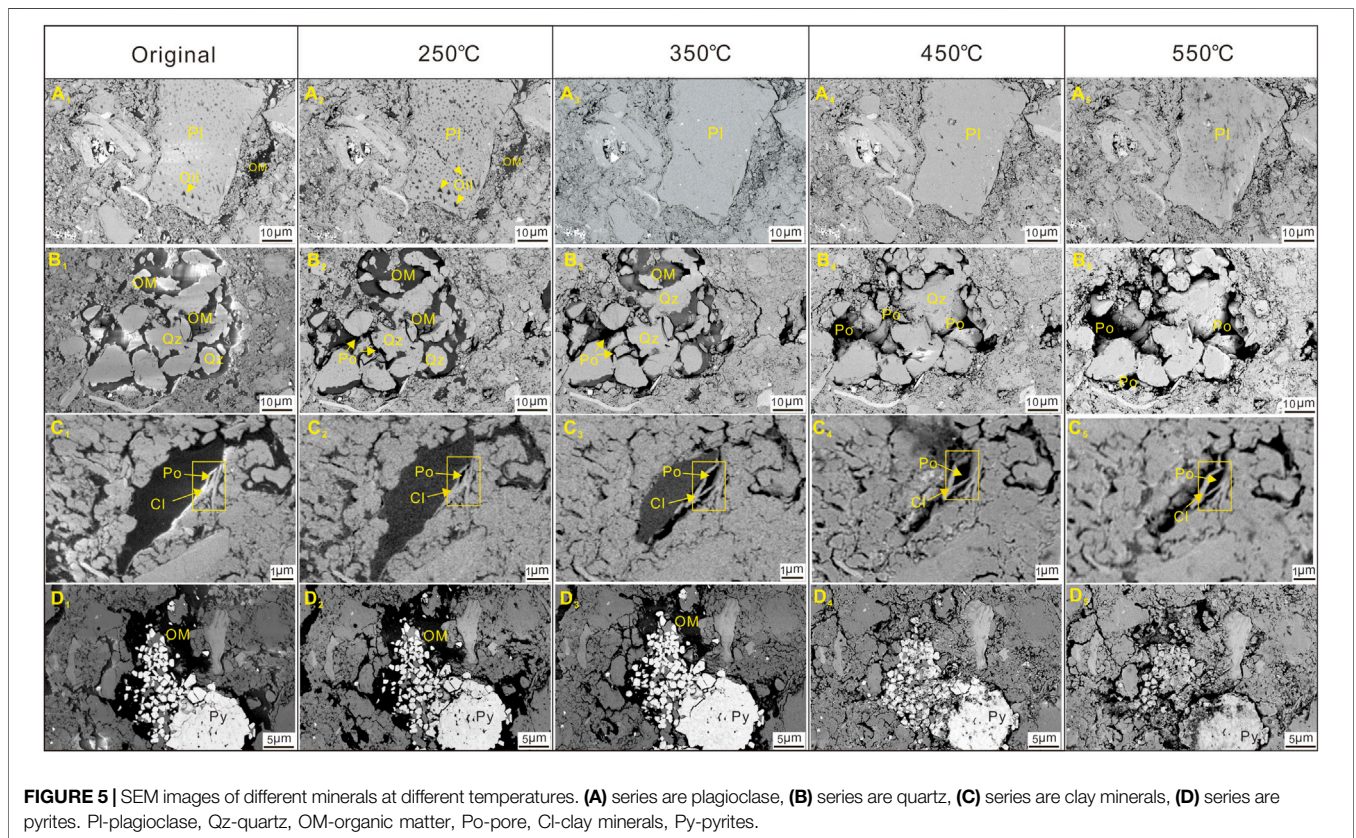 Original 250℃ 350℃ 450℃ 550℃
A₁ Pl Oil OM 10μm
A₂ Pl Oil OM 10μm
A₃ Pl 10μm
A₄ Pl 10μm
A₅ Pl 10μm
B₁ OM OM Qz Qz 10μm
B₂ OM OM Qz Qz Po 10μm
B₃ OM Qz Qz Po 10μm
B₄ Qz Po Po Po 10μm
B₅ Po Po Po 10μm
C₁ Po Cl 1μm
C₂ Po Cl 1μm
C₃ Po Cl 1μm
C₄ Po Cl 1μm
C₅ Po Cl 1μm
D₁ OM Py 5μm
D₂ OM Py 5μm
D₃ OM Py 5μm
D₄ Py 5μm
Py 5μm
FIGURE 5 | SEM images of different minerals at different temperatures. (A) series are plagioclase, (B) series are quartz, (C) series are clay minerals, (D) series are
pyrites. Pl-plagioclase, Qz-quartz, OM-organic matter, Po-pore, Cl-clay minerals, Py-pyrites.